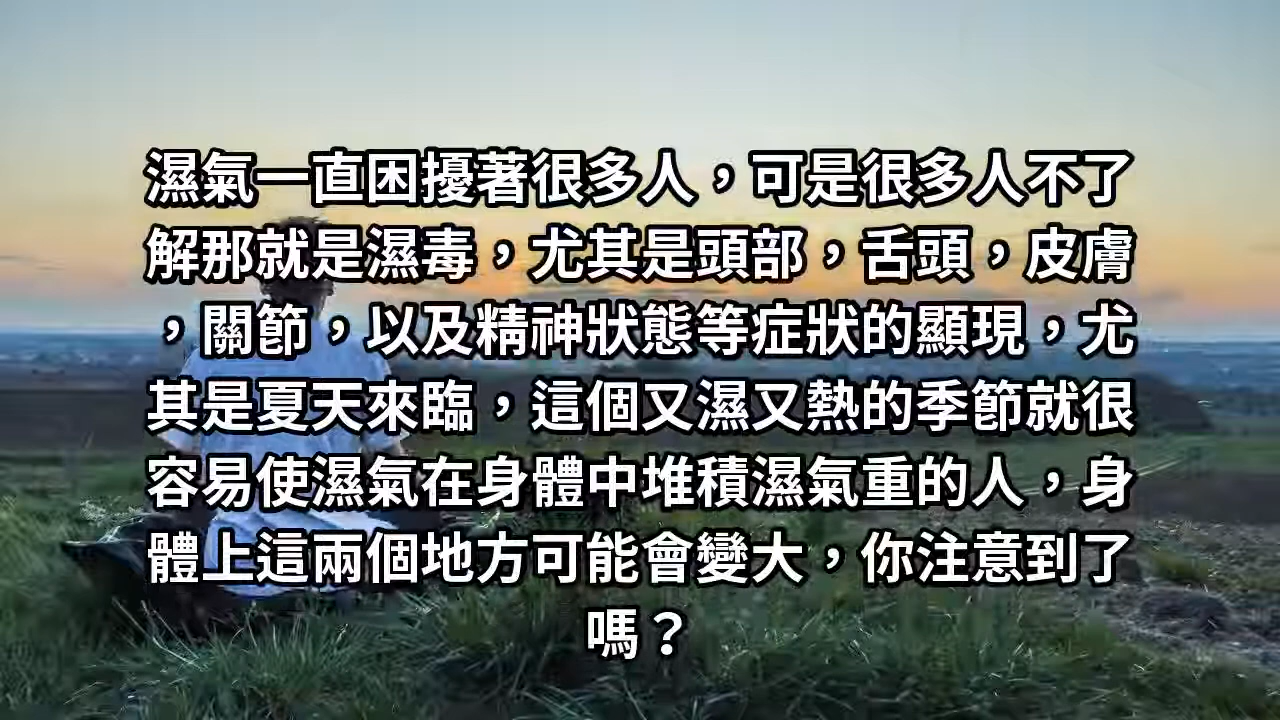 濕氣一直困擾著很多人，可是很多人不了
解那就是濕毒，尤其是頭部，舌頭，皮膚
，關節，以及精神狀態等症狀的顯現，尤
其是夏天來臨，這個又濕又熱的季節就很
容易使濕氣在身體中堆積濕氣重的人，身
體上這兩個地方可能會變大，你注意到了
嗎？